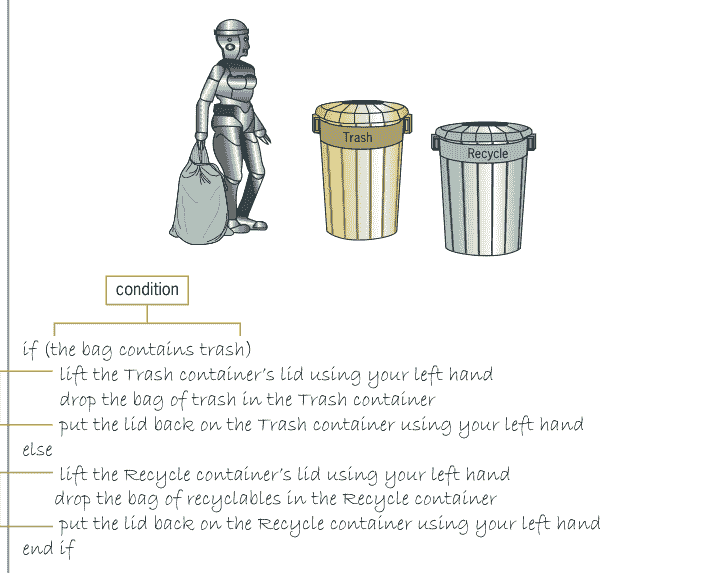 Trash
Recycle
condition
if (the bag contains trash)
lift the Trash container's lid using your left hand
drop the bag of trash in the Trash container
put the lid back on the Trash container using your left hand
else
lift the Recycle container's lid using your left hand
drop the bag of recyclables in the Recycle container
put the lid back on the Recycle container using your left hand
end if